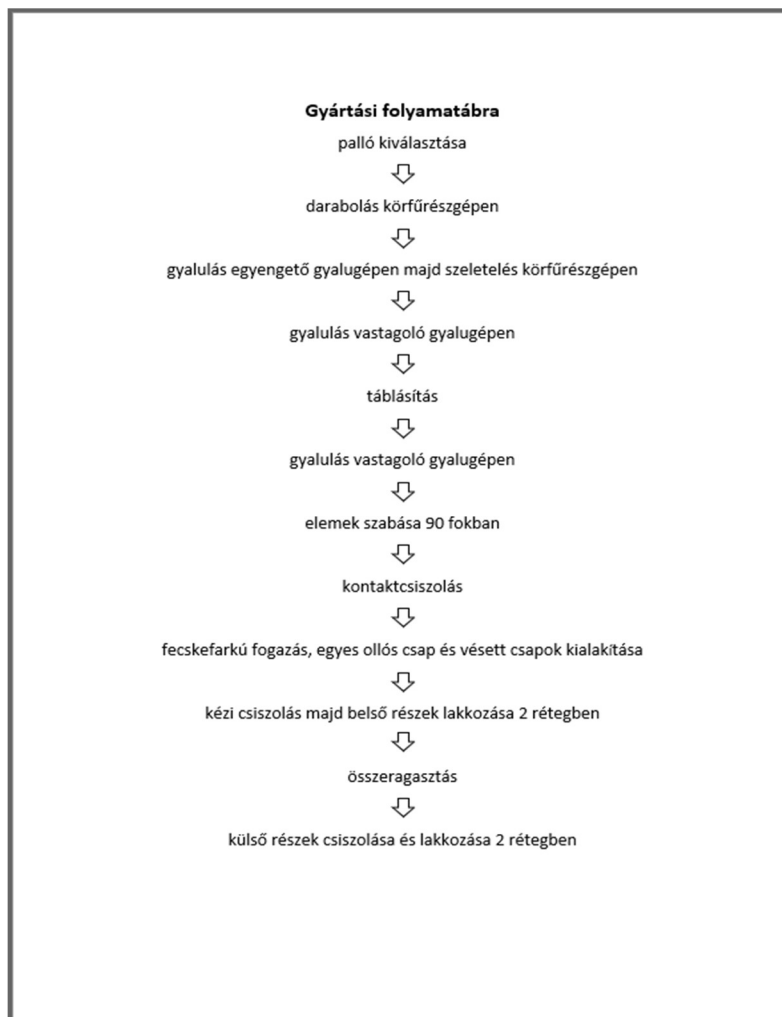 Gyártási folyamatábra
palló kiválasztása
darabolás körfűrészgépen
gyalulás egyengető gyalugépen majd szeletelés körfűrészgépen
gyalulás vastagoló gyalugépen
táblásítás
gyalulás vastagoló gyalugépen
elemek szabása 90 fokban
kontaktcsiszolás
fecskefarkú fogazás, egyes ollós csap és vésett csapok kialakítása
kézi csiszolás majd belső részek lakkozása 2 rétegben
összeragasztás
külső részek csiszolása és lakkozása 2 rétegben